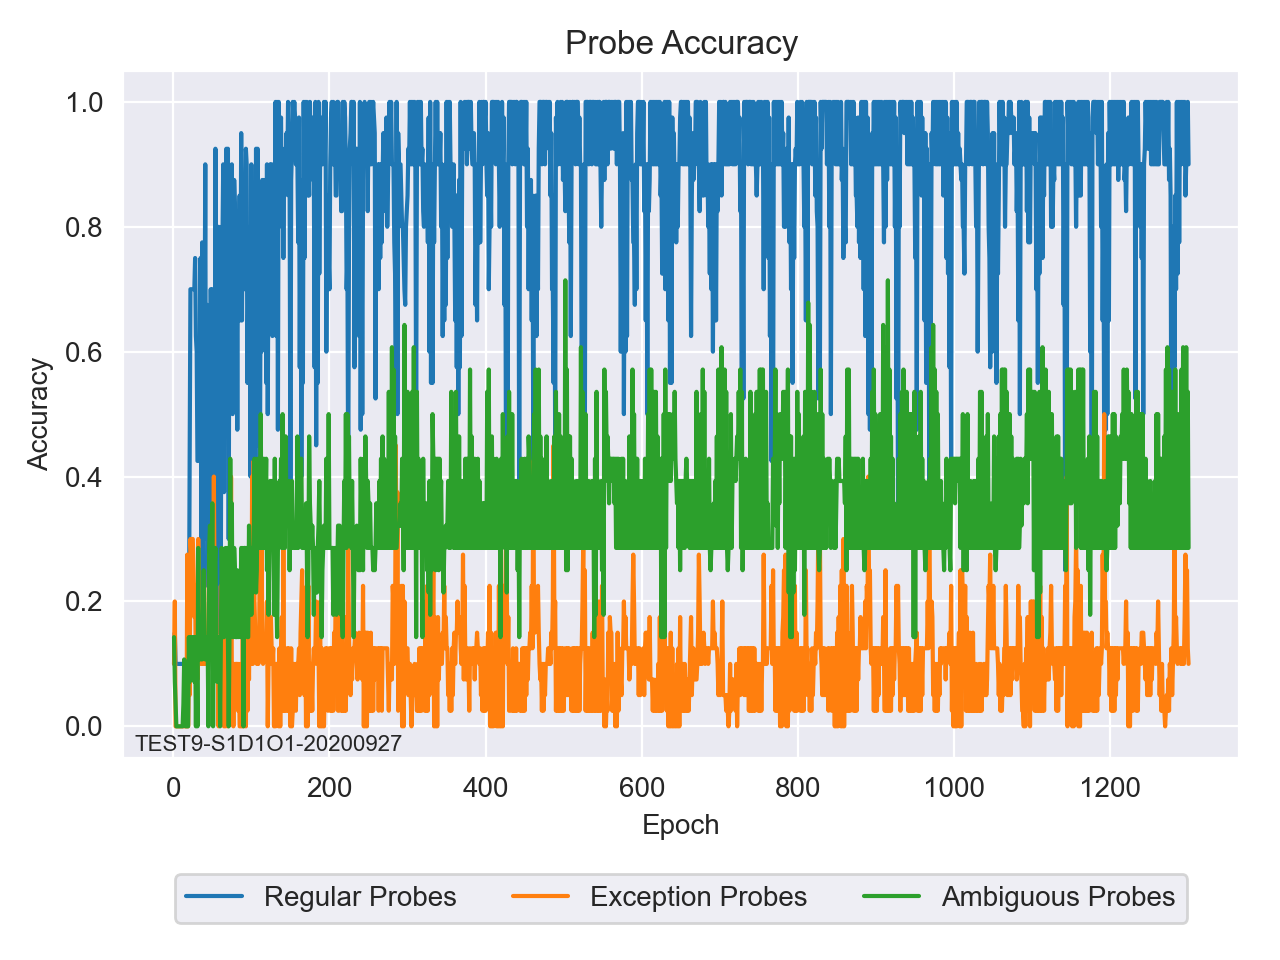 Probe Accuracy
1.0
0.8
0.6
0.4
0.2
0.0
Accuracy
TEST9-S1D1O1-20200927
0 200 400 600 800 1000 1200
Epoch
Regular Probes Exception Probes Ambiguous Probes